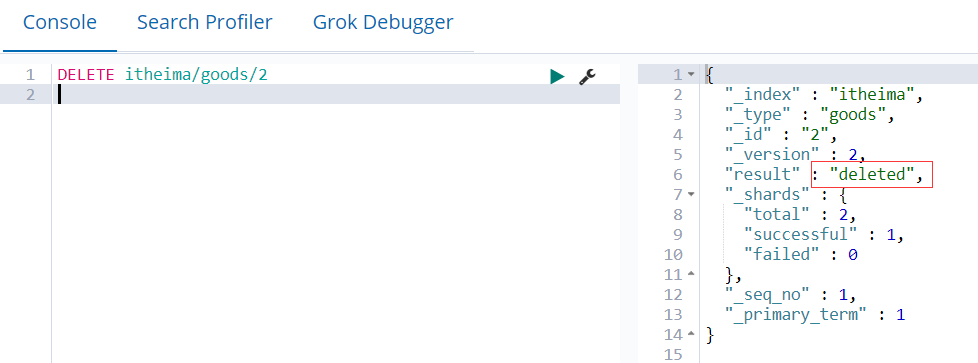 Console Search Profiler Grok Debugger
1 DELETE itheima/goods/2
2
1 {
2 "_index" : "itheima",
3 "_type" : "goods",
4 "_id" : "2",
5 "_version" : 2,
6 "result" : "deleted",
7 "_shards" : {
8 "total" : 2,
9 "successful" : 1,
10 "failed" : 0
11 },
12 "_seq_no" : 1,
13 "_primary_term" : 1
14 }
15